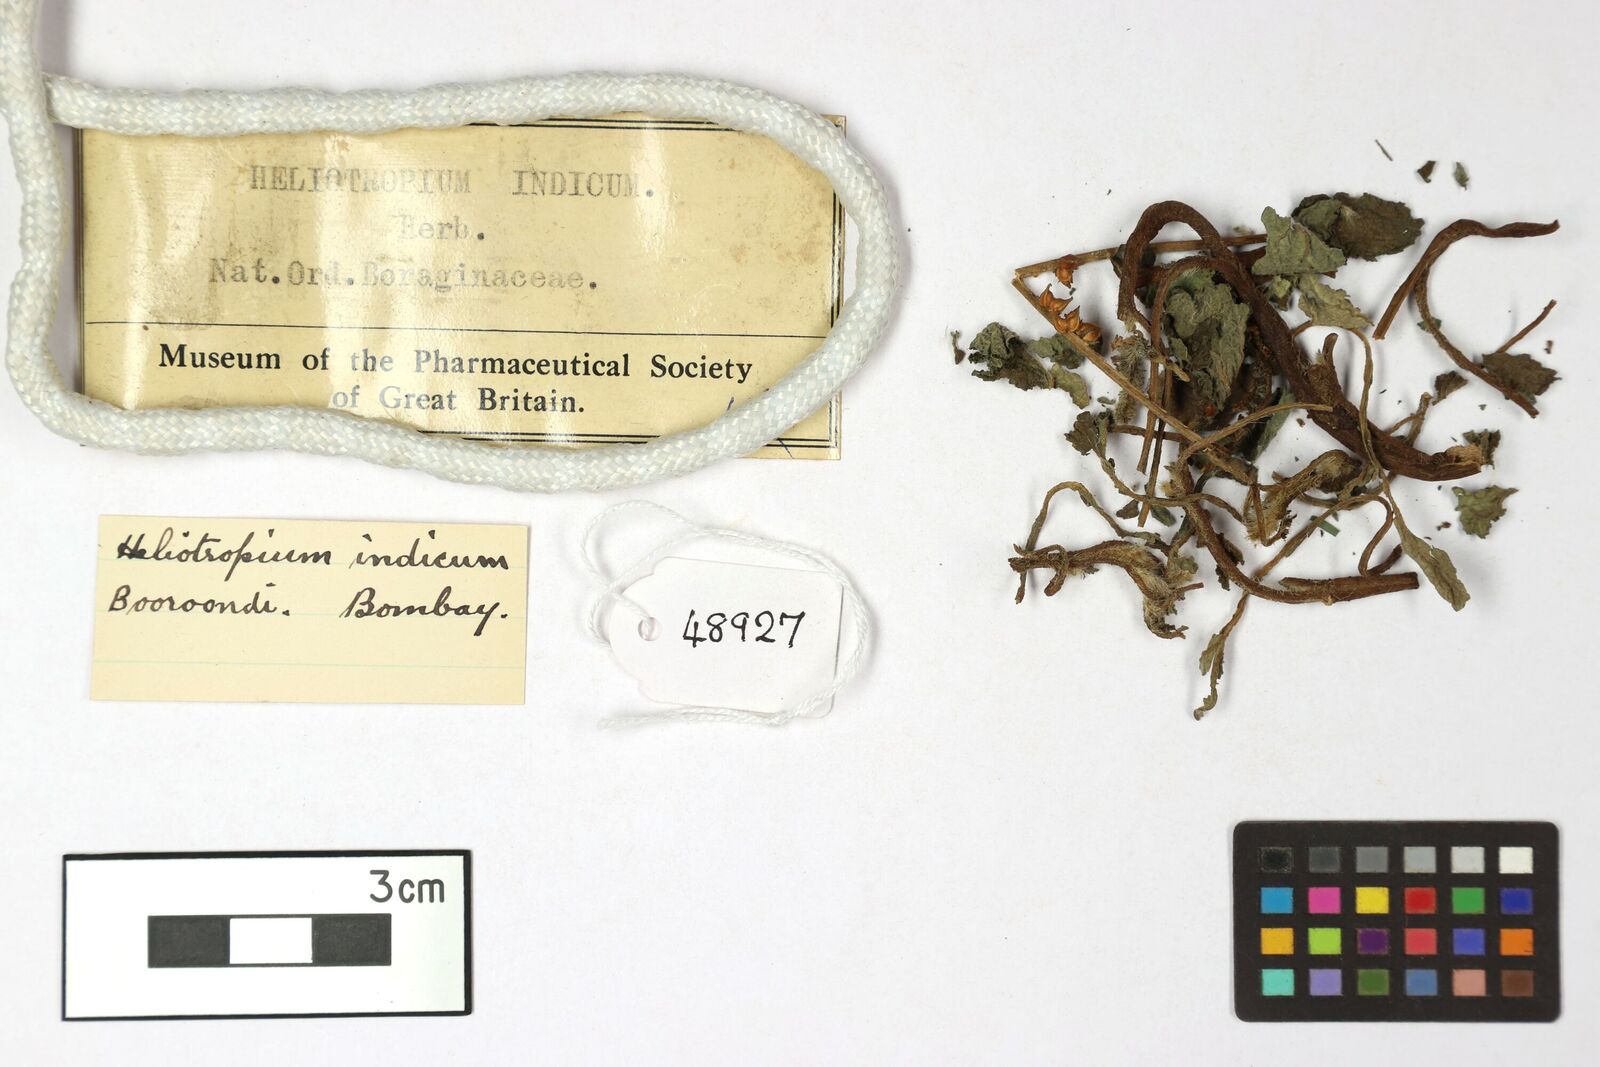 HELIOTROPIUM INDICUM.
Herb.
Nat.Ord.Boraginaceae.
Museum of the Pharmaceutical Society
of Great Britain.
Heliotropium indicum
Booroondi. Bombay.
48927
3cm